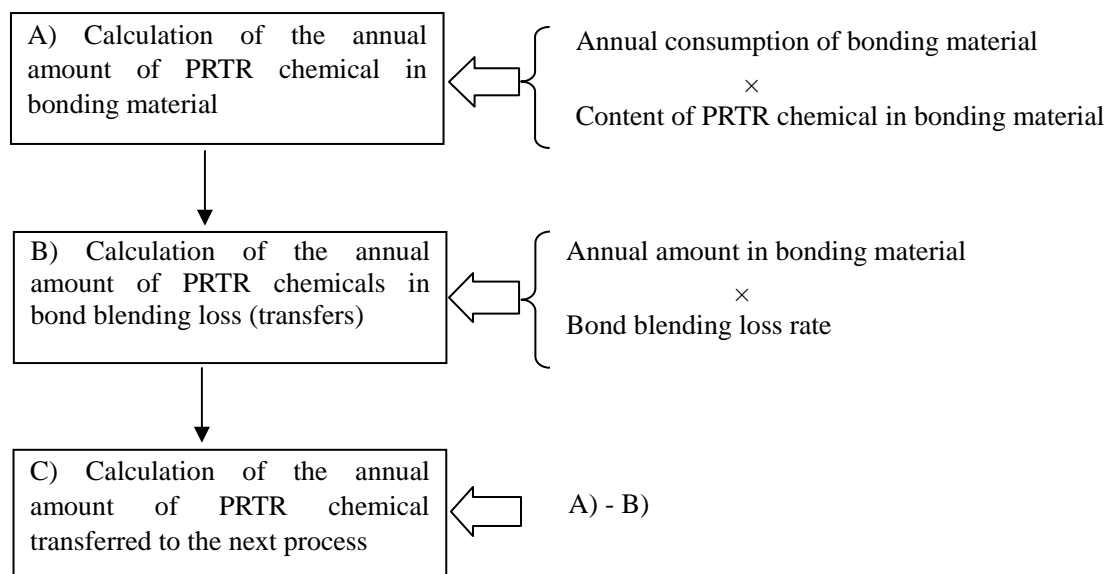 A) Calculation of the annual
amount of PRTR chemical in
bonding material
Annual consumption of bonding material
×
Content of PRTR chemical in bonding material
B) Calculation of the annual
amount of PRTR chemicals in
bond blending loss (transfers)
Annual amount in bonding material
×
Bond blending loss rate
C) Calculation of the annual
amount of PRTR chemical
transferred to the next process
A) - B)